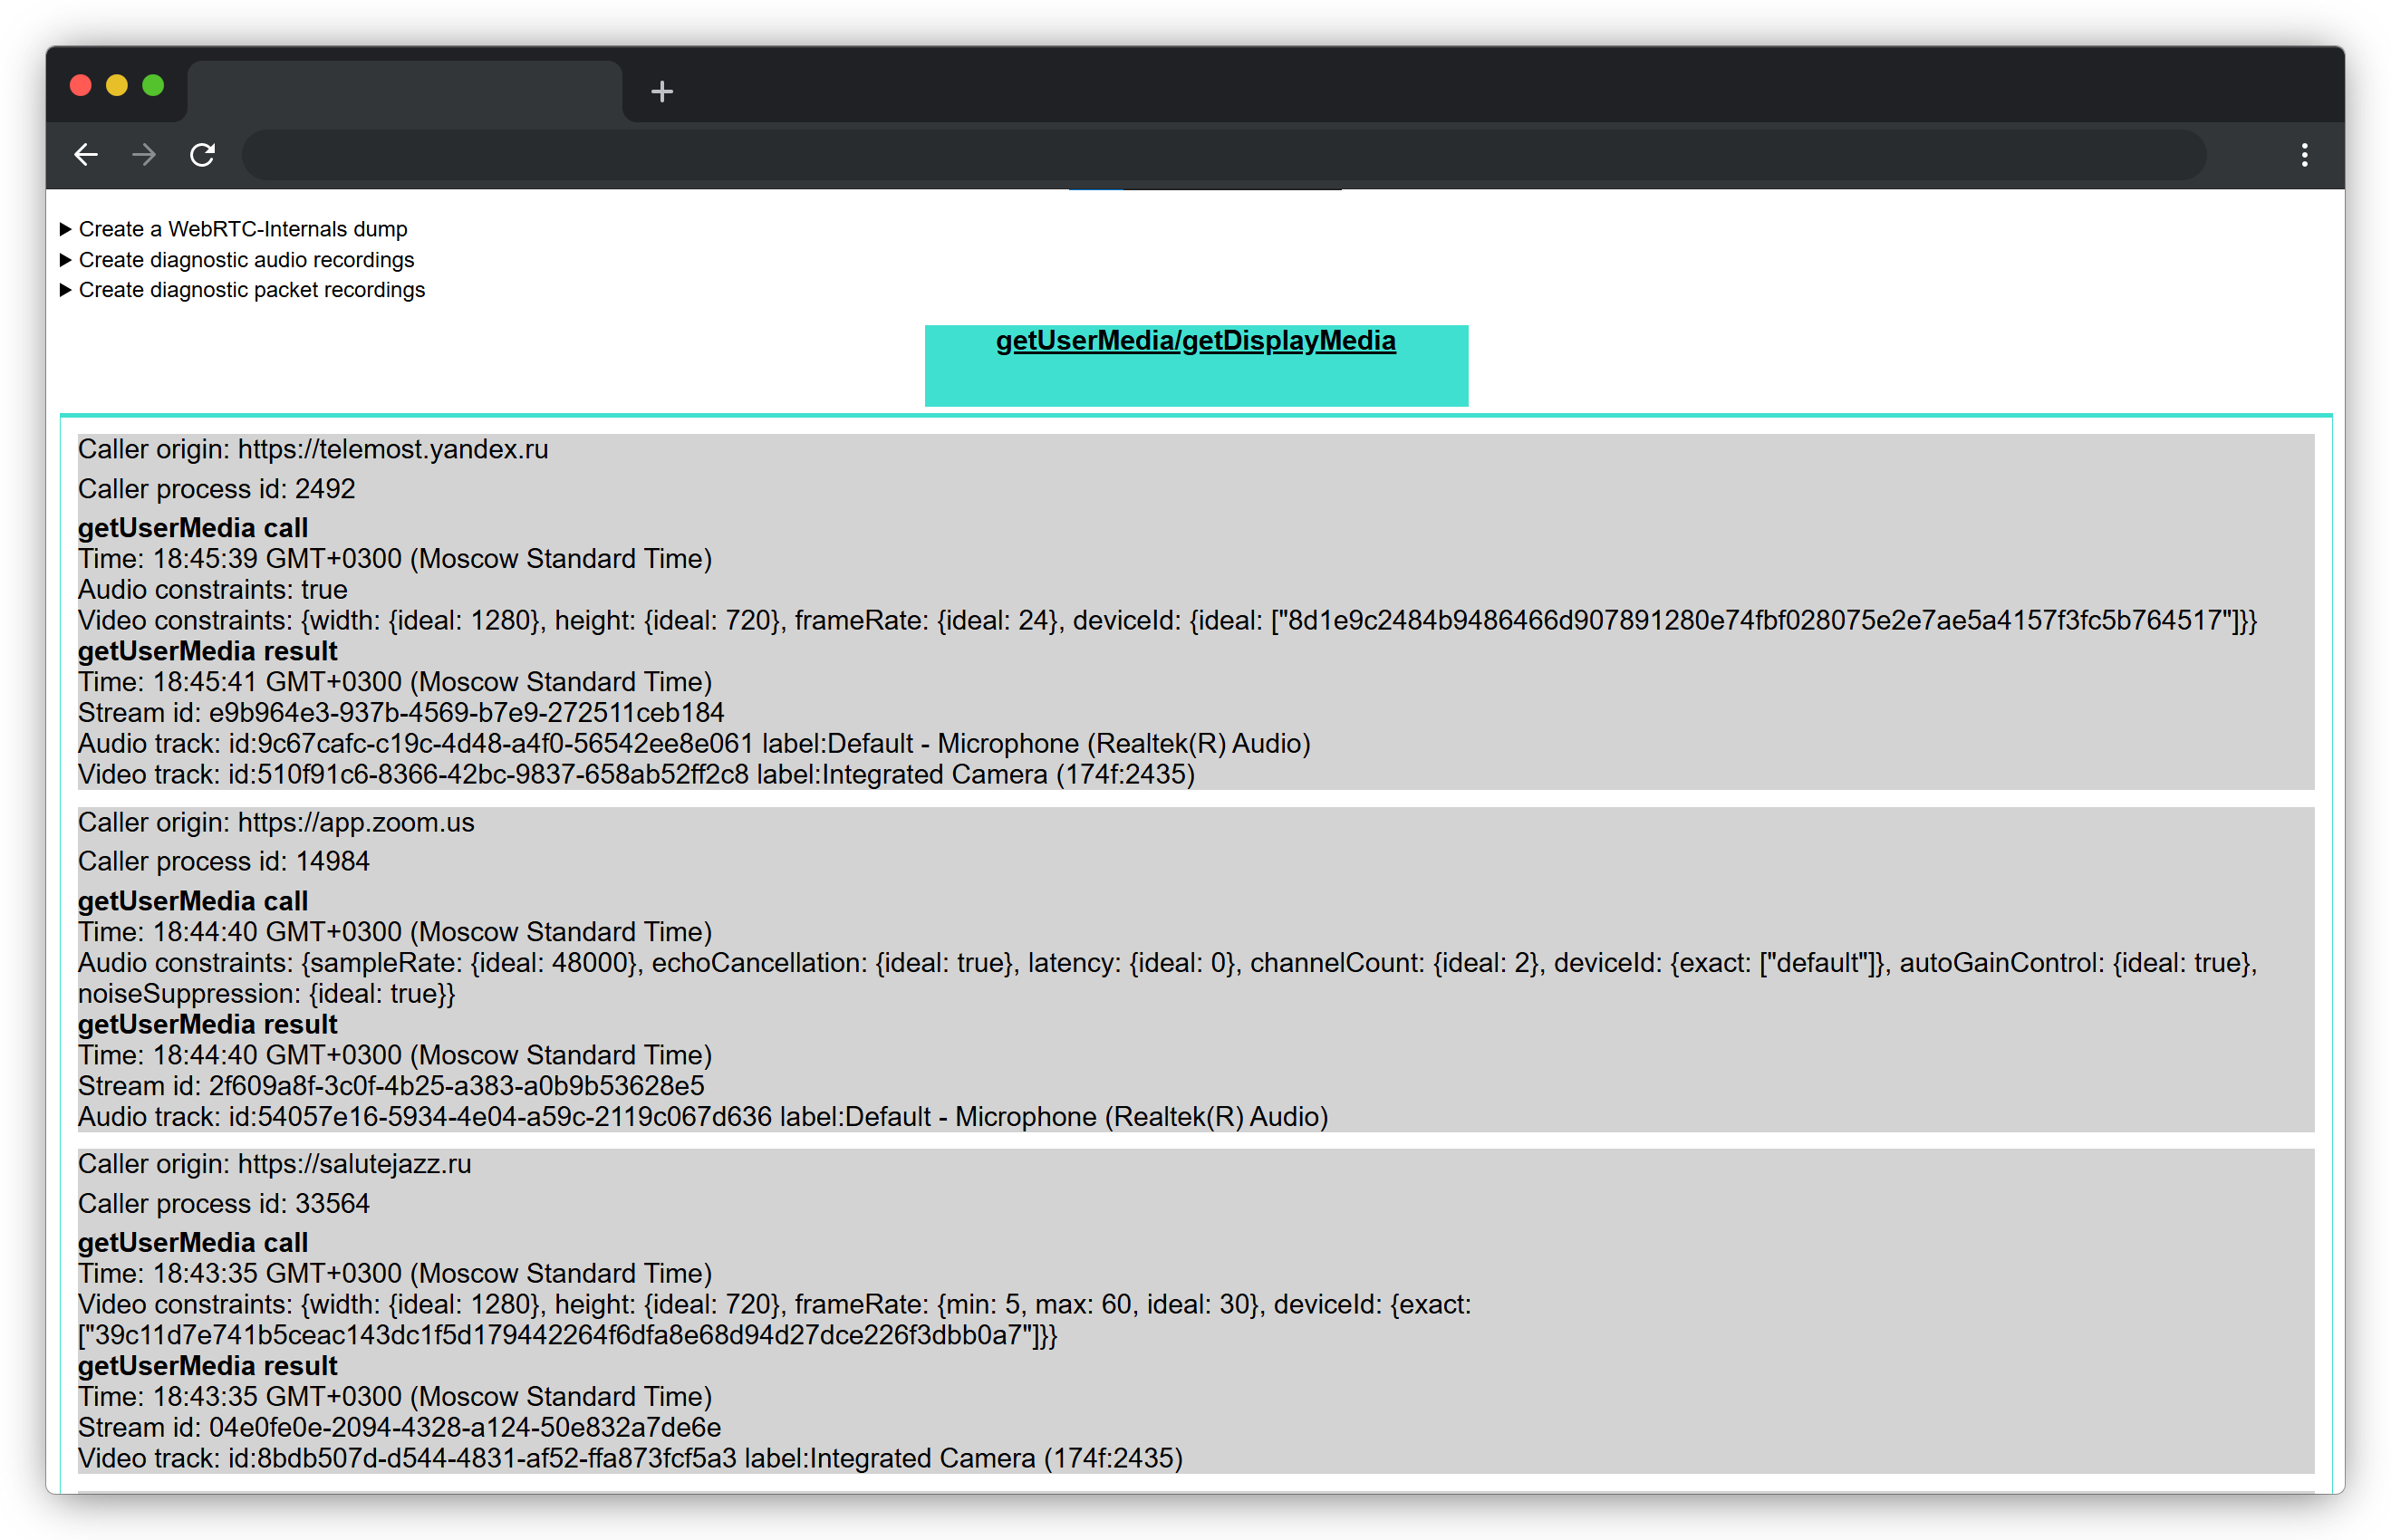 Create a WebRTC-Internals dump
Create diagnostic audio recordings
Create diagnostic packet recordings
getUserMedia/getDisplayMedia
Caller origin: https://telemost.yandex.ru
Caller process id: 2492
getUserMedia call
Time: 18:45:39 GMT+0300 (Moscow Standard Time)
Audio constraints: true
Video constraints: {width: {ideal: 1280}, height: {ideal: 720}, frameRate: {ideal: 24}, deviceId: {ideal: ["8d1e9c2484b9486466d907891280e74fbf028075e2e7ae5a4157f3fc5b764517"]}}
getUserMedia result
Time: 18:45:41 GMT+0300 (Moscow Standard Time)
Stream id: e9b964e3-937b-4569-b7e9-272511ceb184
Audio track: id:9c67cafc-c19c-4d48-a4f0-56542ee8e061 label:Default - Microphone (Realtek(R) Audio)
Video track: id:510f91c6-8366-42bc-9837-658ab52ff2c8 label:Integrated Camera (174f:2435)
Caller origin: https://app.zoom.us
Caller process id: 14984
getUserMedia call
Time: 18:44:40 GMT+0300 (Moscow Standard Time)
Audio constraints: {sampleRate: {ideal: 48000}, echoCancellation: {ideal: true}, latency: {ideal: 0}, channelCount: {ideal: 2}, deviceId: {exact: ["default"]}, autoGainControl: {ideal: true},
noiseSuppression: {ideal: true}}
getUserMedia result
Time: 18:44:40 GMT+0300 (Moscow Standard Time)
Stream id: 2f609a8f-3c0f-4b25-a383-a0b9b53628e5
Audio track: id:54057e16-5934-4e04-a59c-2119c067d636 label:Default - Microphone (Realtek(R) Audio)
Caller origin: https://salutejazz.ru
Caller process id: 33564
getUserMedia call
Time: 18:43:35 GMT+0300 (Moscow Standard Time)
Video constraints: {width: {ideal: 1280}, height: {ideal: 720}, frameRate: {min: 5, max: 60, ideal: 30}, deviceId: {exact:
["39c11d7e741b5ceac143dc1f5d179442264f6dfa8e68d94d27dce226f3dbb0a7"]}}
getUserMedia result
Time: 18:43:35 GMT+0300 (Moscow Standard Time)
Stream id: 04e0fe0e-2094-4328-a124-50e832a7de6e
Video track: id:8bdb507d-d544-4831-af52-ffa873fcf5a3 label:Integrated Camera (174f:2435)